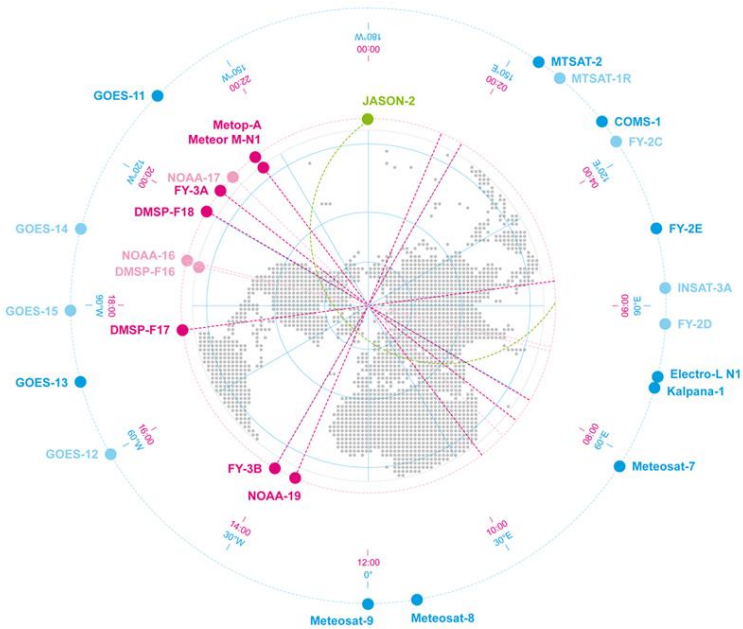 180°W
00:00
MTSAT-2
150°E
02:00
MTSAT-1R
150°W
22:00
GOES-11
JASON-2
COMS-1
Metop-A
Meteor M-N1
FY-2C
120°W
20:00
NOAA-17
120°E
04:00
FY-3A
DMSP-F18
GOES-14
FY-2E
NOAA-16
DMSP-F16
INSAT-3A
GOES-15
90°W
18:00
00:90
90°E
DMSP-F17
FY-2D
GOES-13
Electro-L N1
Kalpana-1
16:00
60°W
00:80
60°E
GOES-12
Meteosat-7
FY-3B
NOAA-19
14:00
30°W
10:00
30°E
12:00
0°
Meteosat-9
Meteosat-8